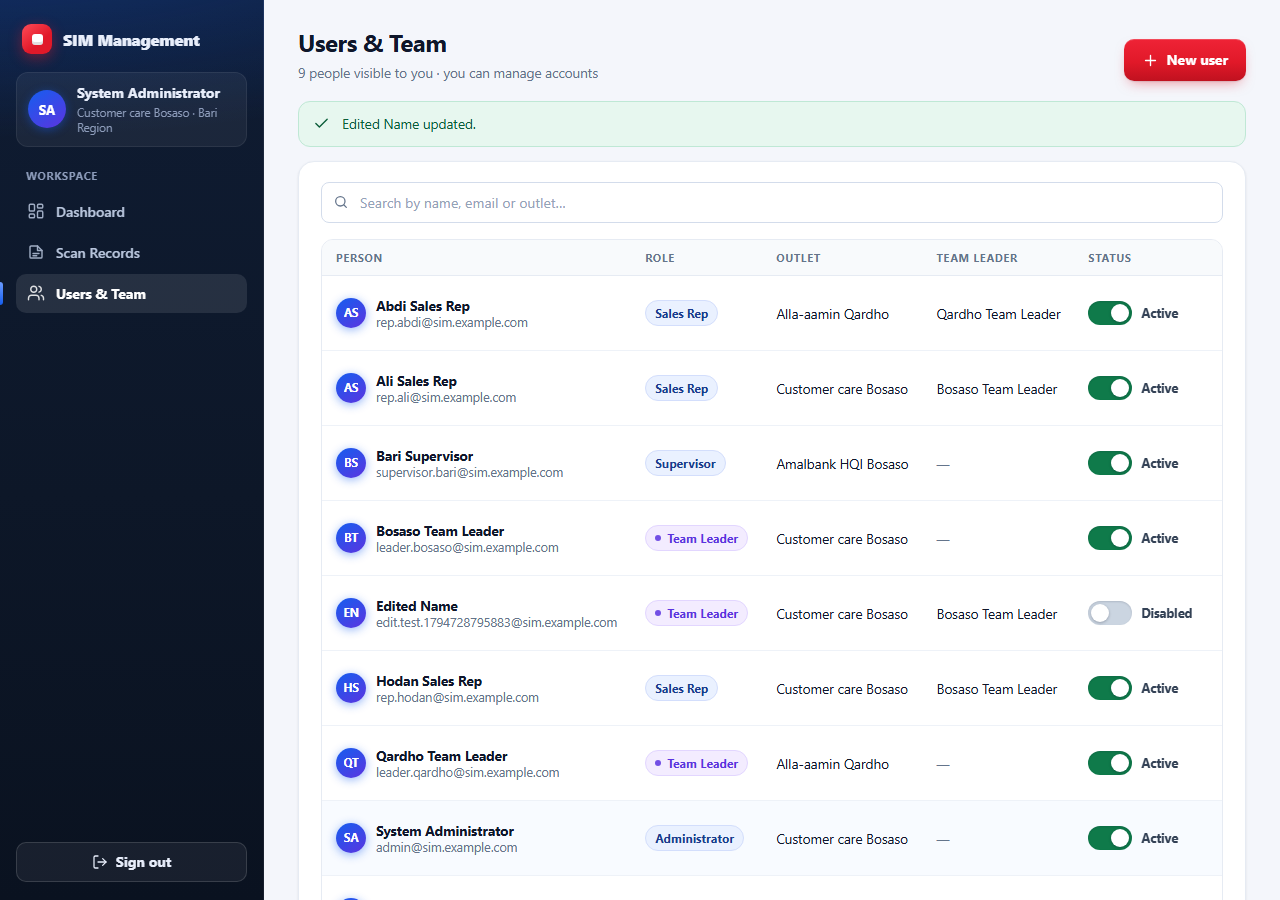 SIM Management
SA
System Administrator
Customer care Bosaso · Bari
Region
WORKSPACE
Dashboard
Scan Records
Users & Team
Sign out
Users & Team
9 people visible to you · you can manage accounts
+ New user
Edited Name updated.
Search by name, email or outlet...
PERSON ROLE OUTLET TEAM LEADER STATUS
AS Abdi Sales Rep Sales Rep Alla-aamin Qardho Qardho Team Leader Active
rep.abdi@sim.example.com
AS Ali Sales Rep Sales Rep Customer care Bosaso Bosaso Team Leader Active
rep.ali@sim.example.com
BS Bari Supervisor Supervisor Amalbank HQI Bosaso — Active
supervisor.bari@sim.example.com
BT Bosaso Team Leader Team Leader Customer care Bosaso — Active
leader.bosaso@sim.example.com
EN Edited Name Team Leader Customer care Bosaso Bosaso Team Leader Disabled
edit.test.1794728795883@sim.example.com
HS Hodan Sales Rep Sales Rep Customer care Bosaso Bosaso Team Leader Active
rep.hodan@sim.example.com
QT Qardho Team Leader Team Leader Alla-aamin Qardho — Active
leader.qardho@sim.example.com
SA System Administrator Administrator Customer care Bosaso — Active
admin@sim.example.com